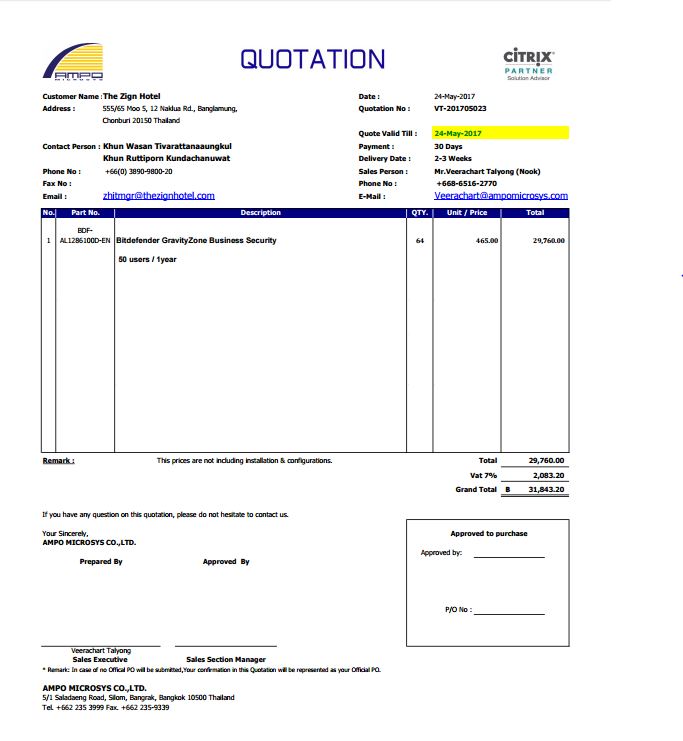 AMPO
MICROSYS
QUOTATION
CITRIX®
PARTNER
Solution Advisor
Customer Name : The Zign Hotel
Date : 24-May-2017
Address : 555/65 Moo 5, 12 Naklua Rd., Banglamung,
Quotation No : VT-201705023
Chonburi 20150 Thailand
Quote Valid Till : 24-May-2017
Contact Person : Khun Wasan Tivarattanaaungkul
Payment : 30 Days
Khun Ruttiporn Kundachanuwat
Delivery Date : 2-3 Weeks
Phone No : +66(0) 3890-9800-20
Sales Person : Mr.Veerachart Talyong (Nook)
Fax No :
Phone No : +668-6516-2770
Email : zhitmgr@thezignhotel.com
E-Mail : Veerachart@ampomicrosys.com
No. Part No. Description QTY. Unit / Price Total
BDF-
1 AL1286100D-EN Bitdefender GravityZone Business Security 64 465.00 29,760.00
50 users / 1year
Remark : This prices are not including installation & configurations. Total 29,760.00
Vat 7% 2,083.20
Grand Total ฿ 31,843.20
If you have any question on this quotation, please do not hesitate to contact us.
Your Sincerely,
AMPO MICROSYS CO.,LTD.
Approved to purchase
Approved by:
Prepared By Approved By
P/O No :
Veerachart Talyong
Sales Executive Sales Section Manager
* Remark: In case of no Offical PO will be submitted,Your confirmation in this Quotation will be represented as your Official PO.
AMPO MICROSYS CO.,LTD.
5/1 Saladaeng Road, Silom, Bangrak, Bangkok 10500 Thailand
Tel. +662 235 3999 Fax. +662 235-9339